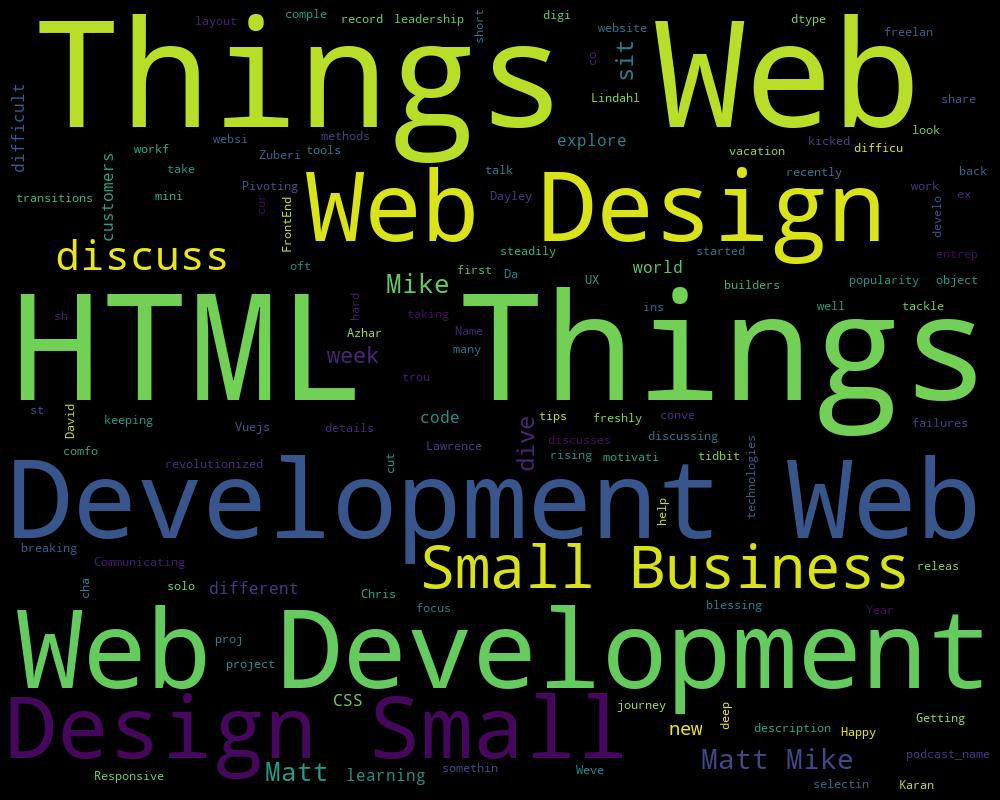 layout comple record leadership short digi dtype
website freelan
Things Web
co sit
Lindahl share
difficult
websi methods explore kicked look
workf Zuberi tools vacation difficu
customers
transitions take mini Pivoting talk recently back
cur FrontEnd Web Design Dayley work ex
develo
discuss steadily started entrep
oft Mike first Da UX world builders popularity object
HTML Things
sh hard taking ins well tackle
Azhar Name
week many
trou
st David keeping Vuejs details code tips freshly conve failures
comfo Lawrence dive discusses discussing
revolutionized cut rising motivati tidbit technologies
Development Web
help
breaking
Communicating Small Business releas
cha solo different Chris focus blessing Year
Web Development
proj
project
Design Small
CSS journey deep
new description Happy Getting
Matt Mike podcast_name
Responsive Matt learning somethin Weve
selectin Karan